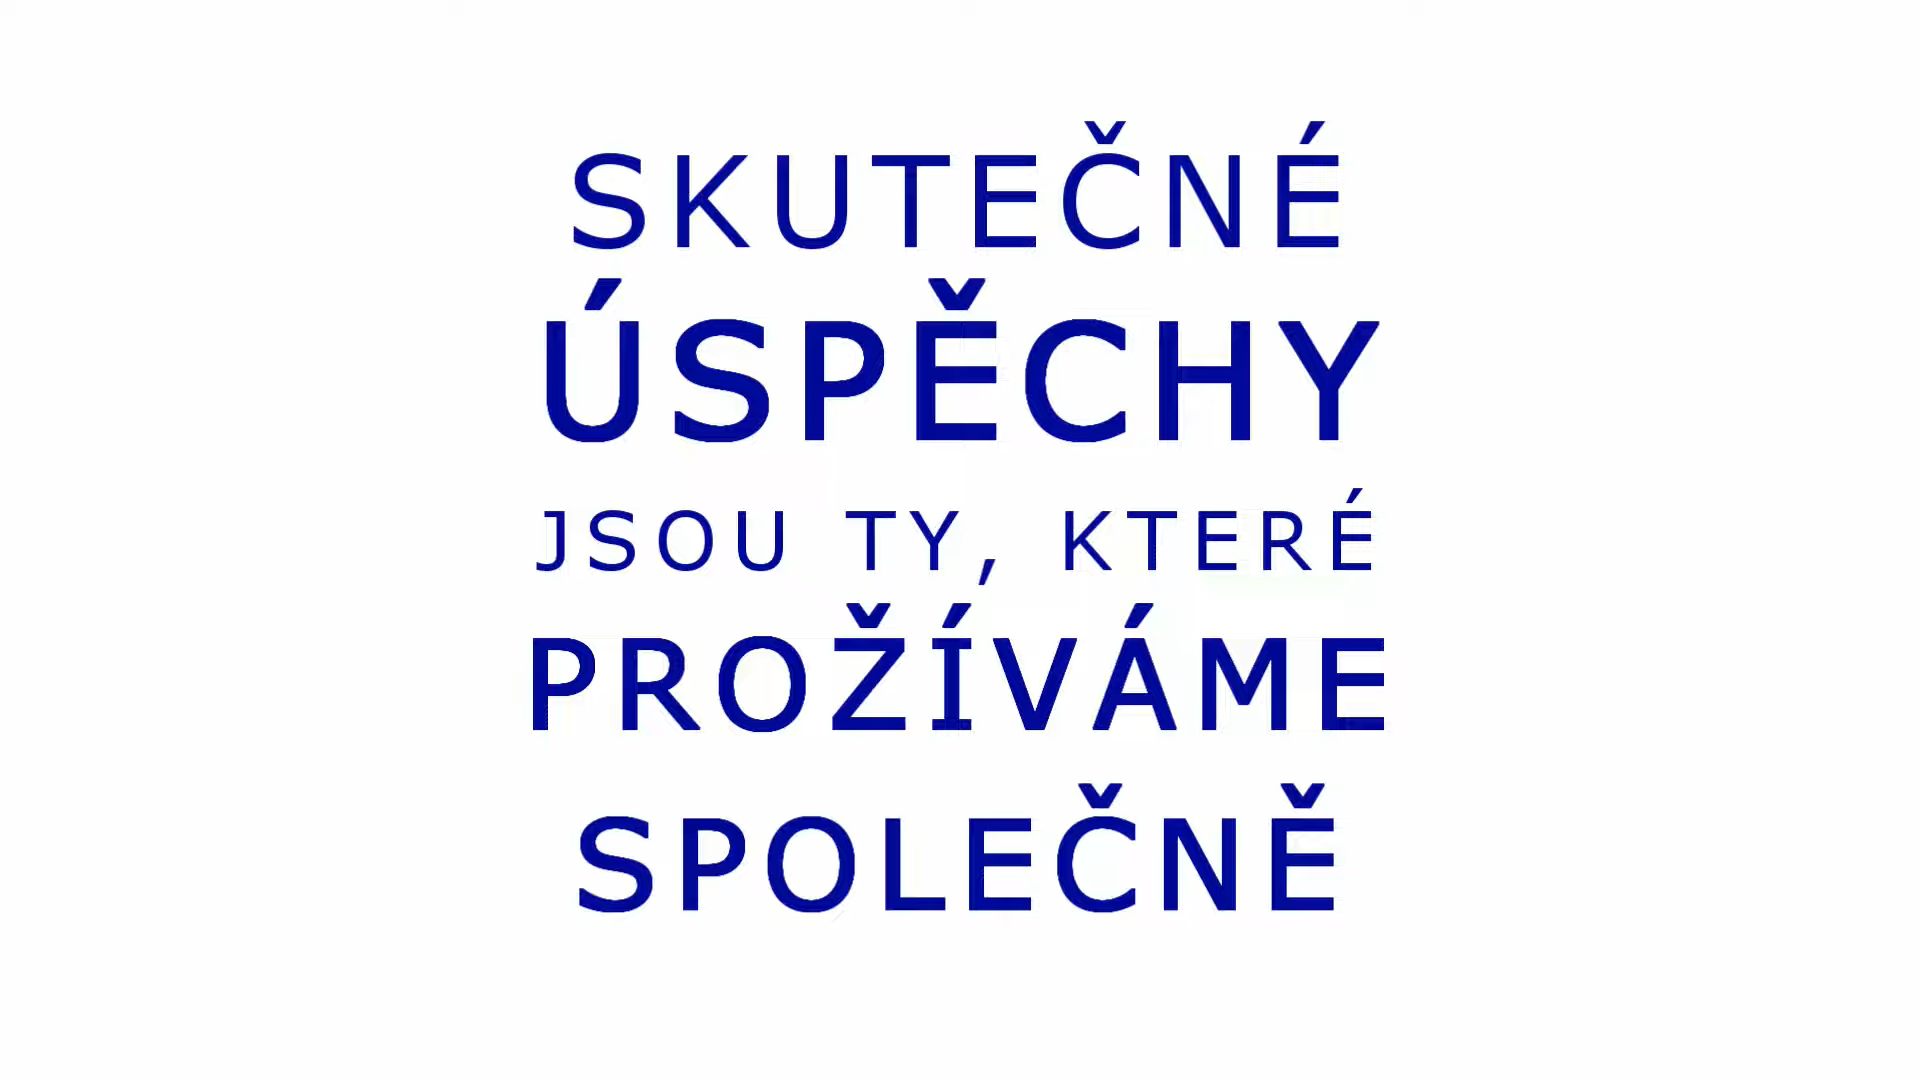 SKUTEČNÉ
ÚSPĚCHY
JSOU TY, KTERÉ
PROŽÍVÁME
SPOLEČNĚ